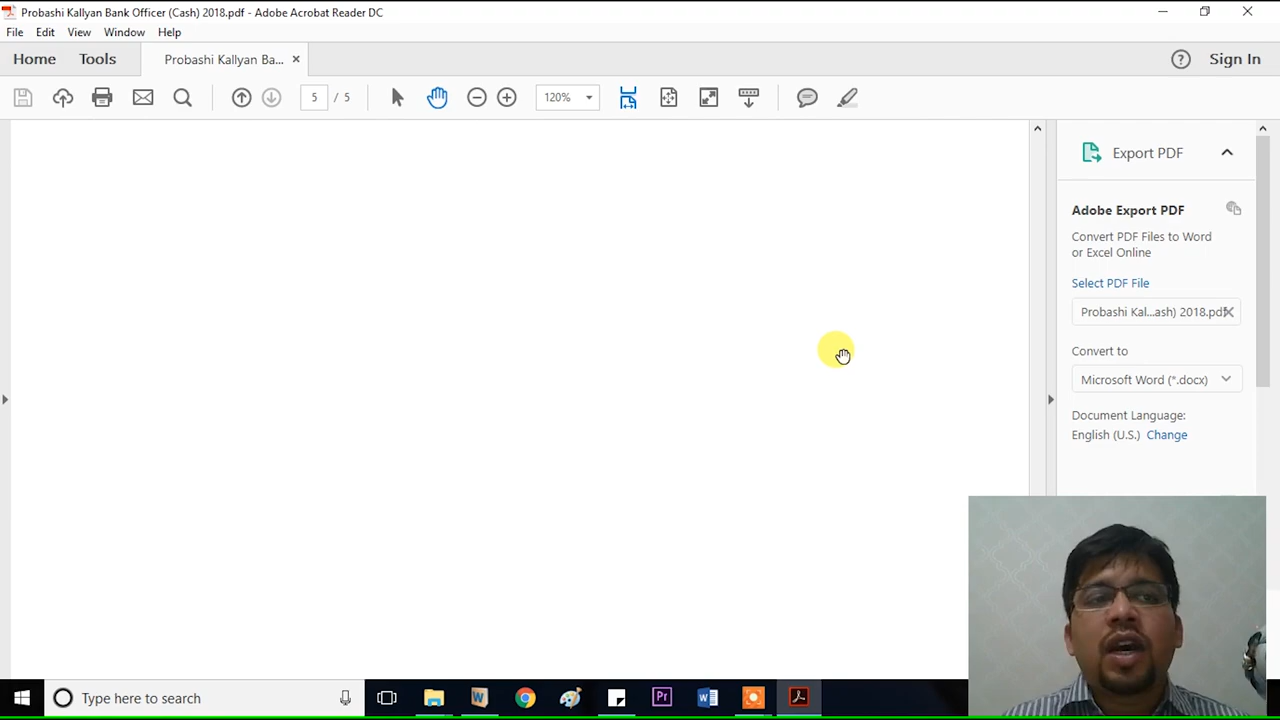 Probashi Kallyan Bank Officer (Cash) 2018.pdf - Adobe Acrobat Reader DC
File Edit View Window Help
Home Tools Probashi Kallyan Ba... × Sign In
5 / 5 120%
Export PDF
Adobe Export PDF
Convert PDF Files to Word
or Excel Online
Select PDF File
Probashi Kal...ash) 2018.pdf
Convert to
Microsoft Word (*.docx)
Document Language:
English (U.S.) Change
Type here to search